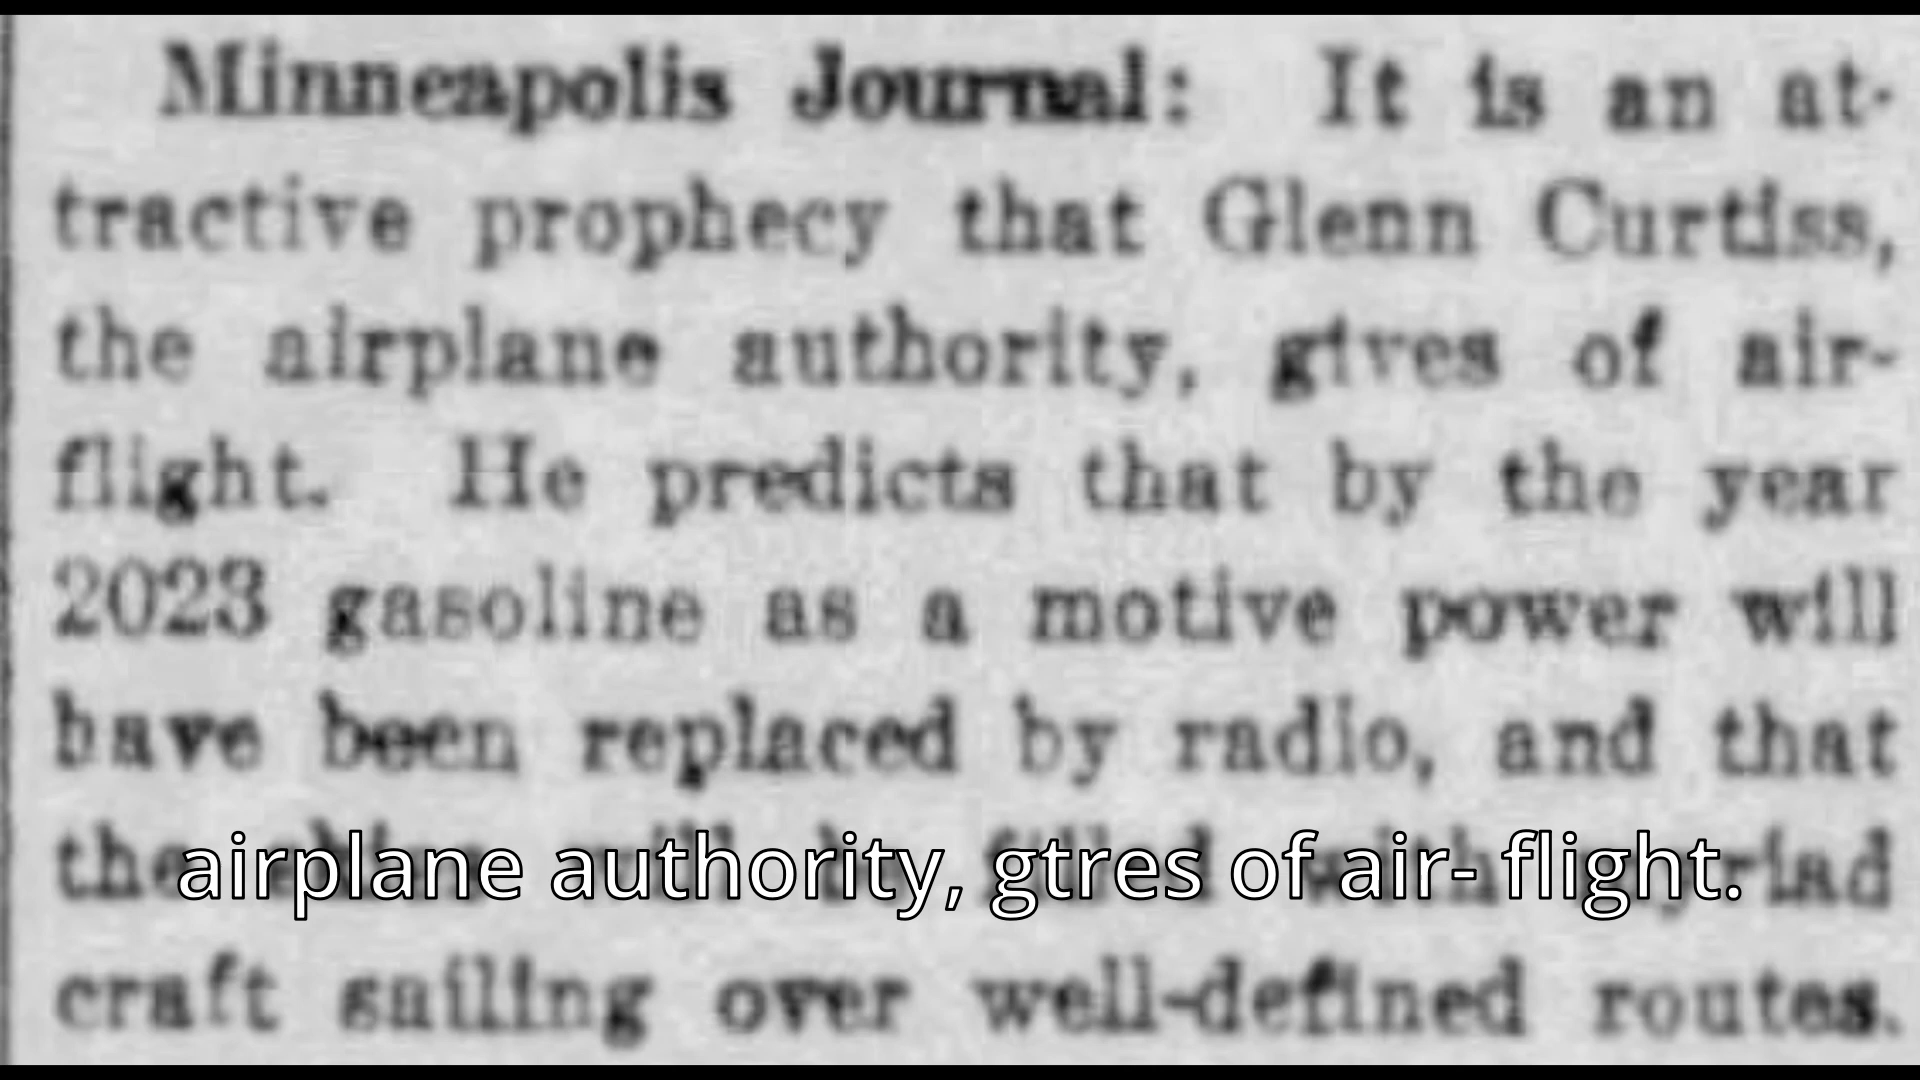 Minneapolis Journal: It is an at-
tractive prophecy that Glenn Curtiss,
the airplane authority, gives of air-
flight. He predicts that by the year
2023 gasoline as a motive power will
have been replaced by radio, and that
the
airplane authority, gtres of air- flight.
craft sailing over well-defined routes.